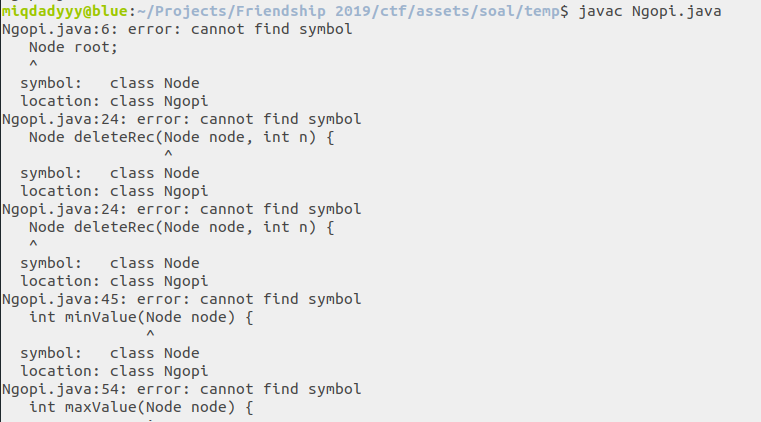 miqdadyyy@blue:~/Projects/Friendship 2019/ctf/assets/soal/temp$ javac Ngopi.java
Ngopi.java:6: error: cannot find symbol
Node root;
^
symbol:   class Node
location: class Ngopi
Ngopi.java:24: error: cannot find symbol
Node deleteRec(Node node, int n) {
^
symbol:   class Node
location: class Ngopi
Ngopi.java:24: error: cannot find symbol
Node deleteRec(Node node, int n) {
^
symbol:   class Node
location: class Ngopi
Ngopi.java:45: error: cannot find symbol
int minValue(Node node) {
^
symbol:   class Node
location: class Ngopi
Ngopi.java:54: error: cannot find symbol
int maxValue(Node node) {